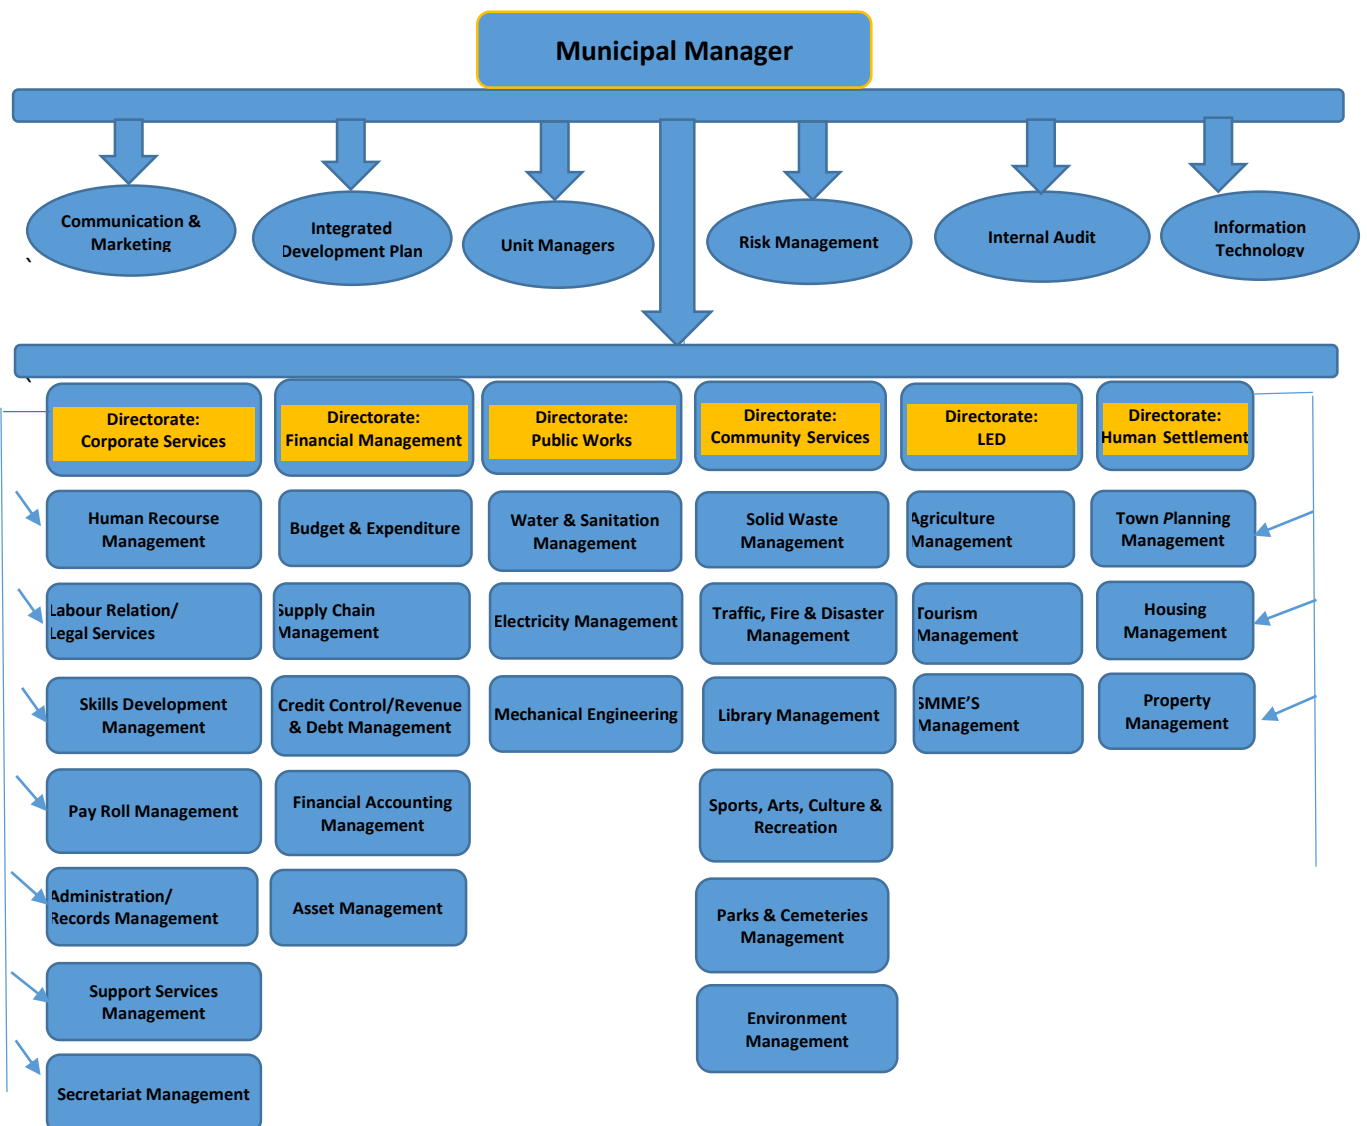 Municipal Manager
Communication &
Marketing
Integrated
Development Plan
Unit Managers
Risk Management
Internal Audit
Information
Technology
`
`
Directorate:
Corporate Services
Directorate:
Financial Management
Directorate:
Public Works
Directorate:
Community Services
Directorate:
LED
Directorate:
Human Settlement
Human Recourse
Management
Budget & Expenditure
Water & Sanitation
Management
Solid Waste
Management
Agriculture
Management
Town Planning
Management
Labour Relation/
Legal Services
Supply Chain
Management
Electricity Management
Traffic, Fire & Disaster
Management
Tourism
Management
Housing
Management
Skills Development
Management
Credit Control/Revenue
& Debt Management
Mechanical Engineering
Library Management
SMME'S
Management
Property
Management
Pay Roll Management
Financial Accounting
Management
Sports, Arts, Culture &
Recreation
Administration/
Records Management
Asset Management
Parks & Cemeteries
Management
Support Services
Management
Environment
Management
Secretariat Management